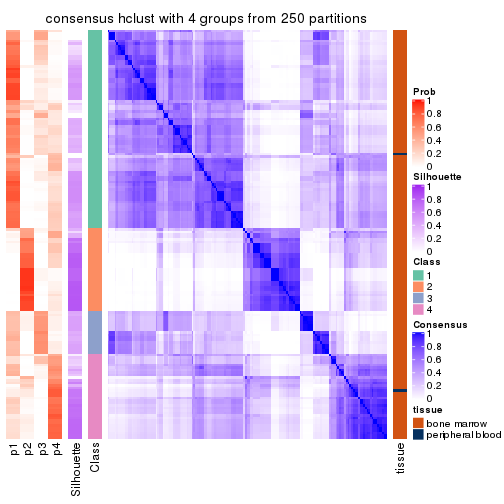 consensus hclust with 4 groups from 250 partitions
Prob
1
0.8
0.6
0.4
0.2
0
Silhouette
1
0.8
0.6
0.4
0.2
0
Class
1
2
3
4
Consensus
1
0.8
0.6
0.4
0.2
0
tissue
bone marrow
peripheral blood
p1
p2
p3
p4
Silhouette
Class
tissue